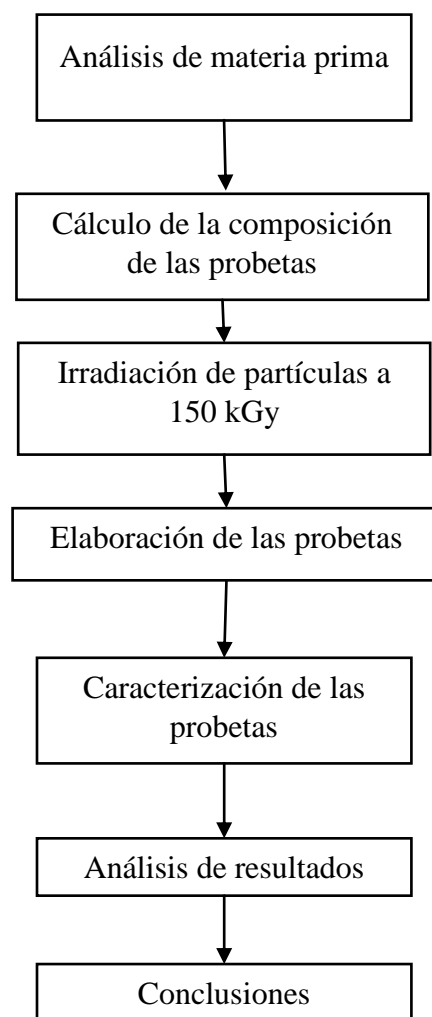 Análisis de materia prima
Cálculo de la composición
de las probetas
Irradiación de partículas a
150 kGy
Elaboración de las probetas
Caracterización de las
probetas
Análisis de resultados
Conclusiones